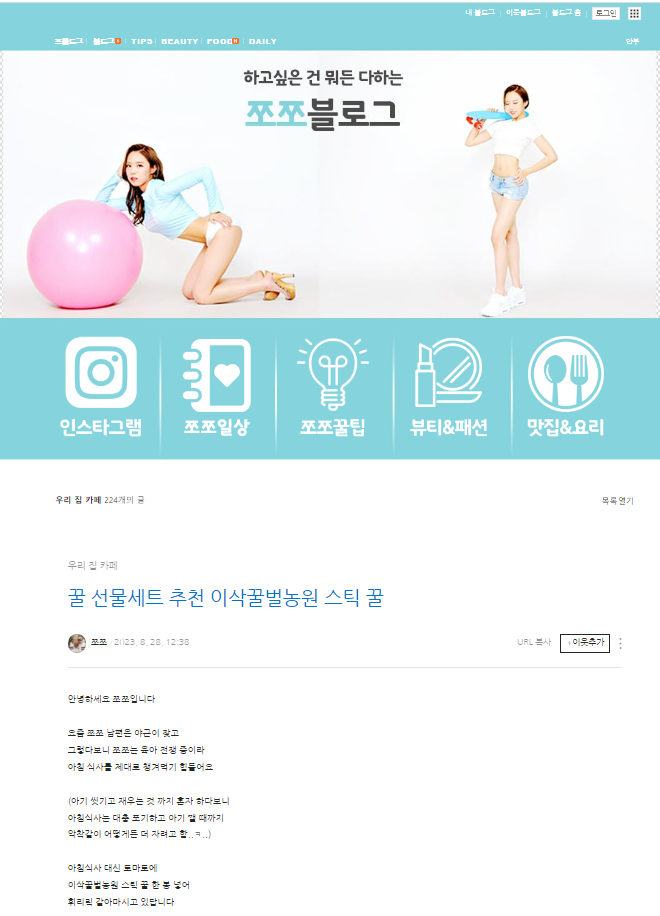 내 블로그 이웃블로그 블로그 홈 로그인
프롤로그 블로그 TIPS BEAUTY FOOD DAILY 안부
하고싶은 건 뭐든 다하는
쪼쪼블로그
인스타그램 쪼쪼일상 쪼쪼꿀팁 뷰티&패션 맛집&요리
우리 집 카페 224개의 글 목록열기
우리 집 카페
꿀 선물세트 추천 이삭꿀벌농원 스틱 꿀
쪼쪼 2023. 8. 28. 12:38 URL 복사 +이웃추가
안녕하세요 쪼쪼입니다
요즘 쪼쪼 남편은 야근이 잦고
그렇다보니 쪼쪼는 육아 전쟁 중이라
아침 식사를 제대로 챙겨먹기 힘들어요
(아기 씻기고 재우는 것 까지 혼자 하다보니
아침식사는 대충 포기하고 아기 깰 때까지
악착같이 어떻게든 더 자려고 함..ㅋ..)
아침식사 대신 토마토에
이삭꿀벌농원 스틱 꿀 한 봉 넣어
휘리릭 갈아마시고 있답니다